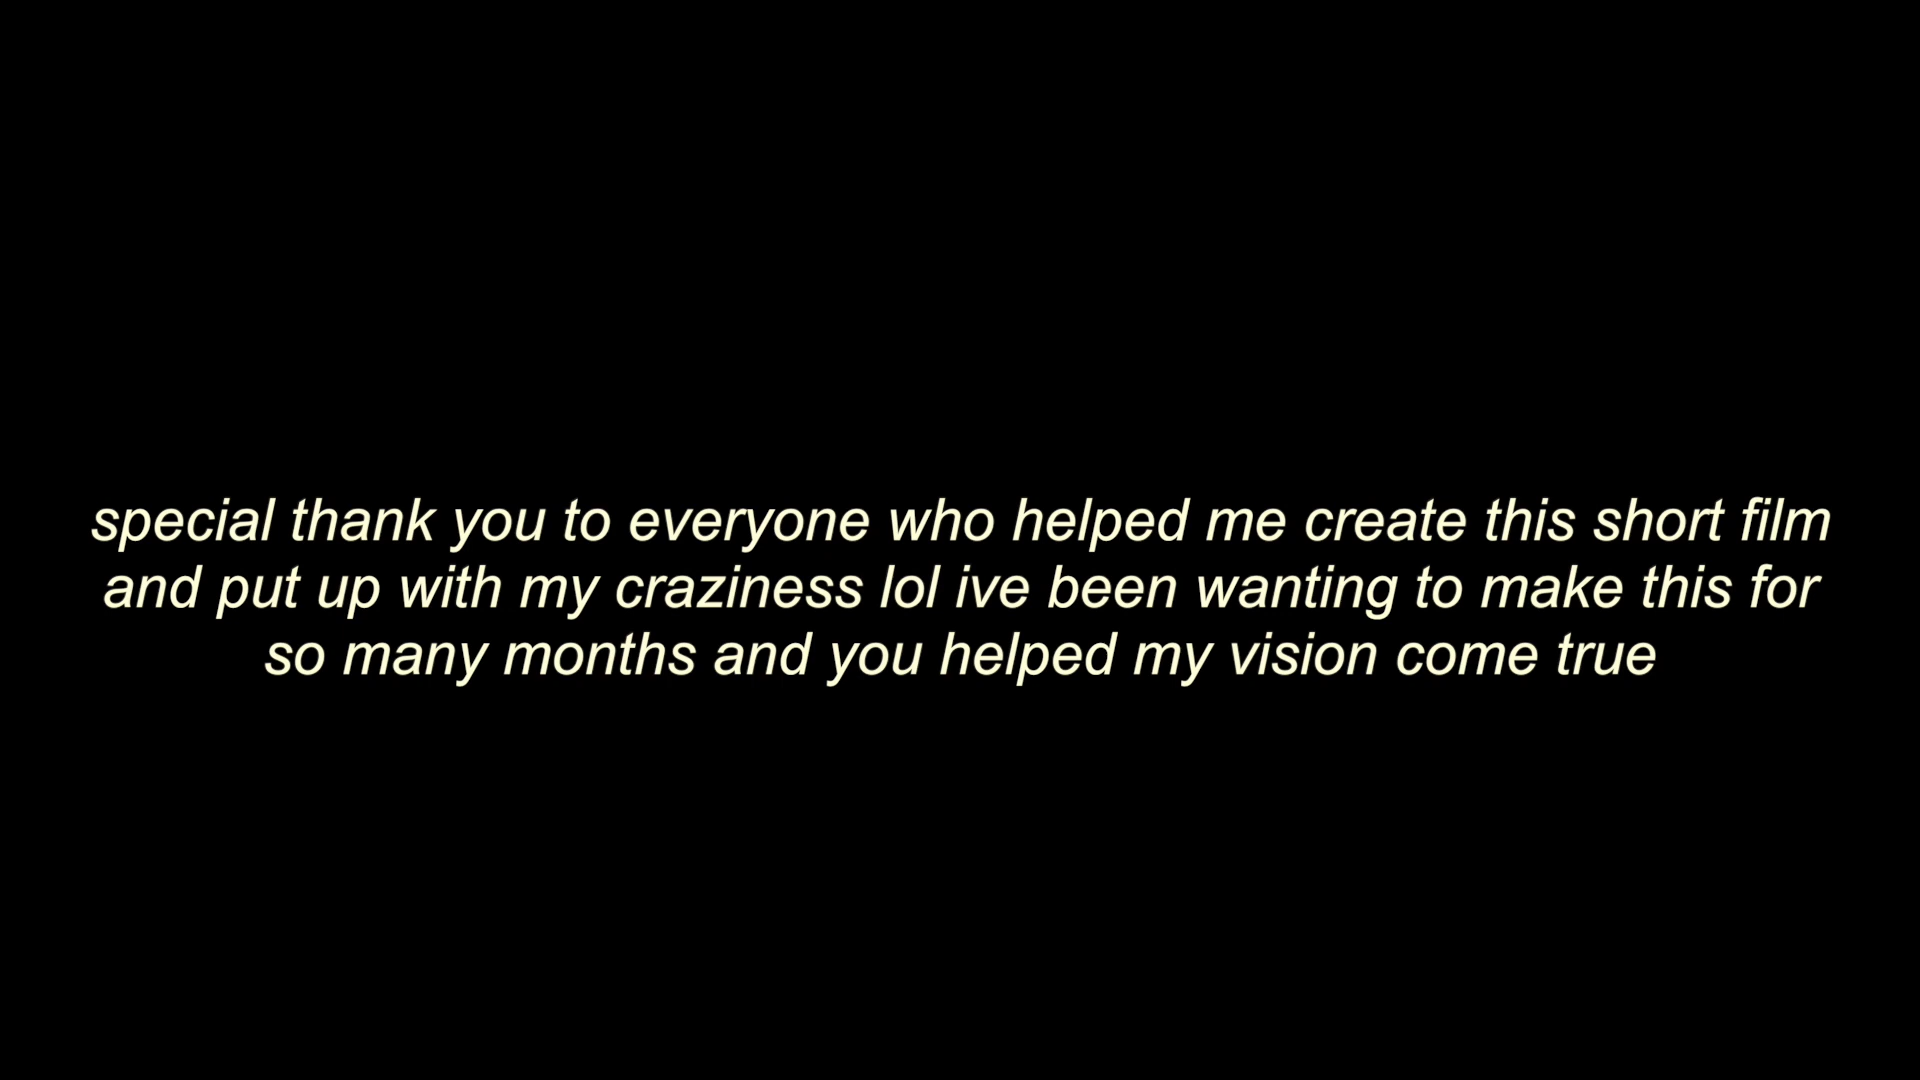 special thank you to everyone who helped me create this short film
and put up with my craziness lol ive been wanting to make this for
so many months and you helped my vision come true